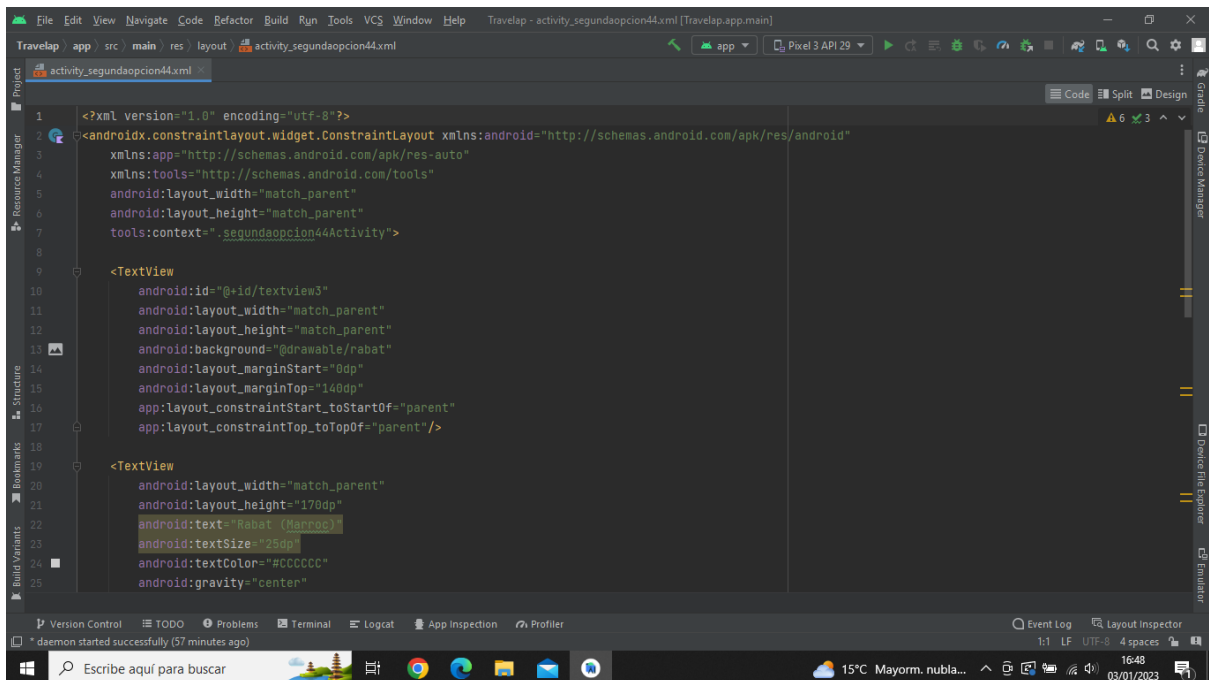 File Edit View Navigate Code Refactor Build Run Tools VCS Window Help Travelap - activity_segundaopcion44.xml [Travelap.app.main]
Travelap app src main res layout activity_segundaopcion44.xml app Pixel 3 API 29
activity_segundaopcion44.xml
Code Split Design
6 3
1 <?xml version="1.0" encoding="utf-8"?>
2 <androidx.constraintlayout.widget.ConstraintLayout xmlns:android="http://schemas.android.com/apk/res/android"
3 xmlns:app="http://schemas.android.com/apk/res-auto"
4 xmlns:tools="http://schemas.android.com/tools"
5 android:layout_width="match_parent"
6 android:layout_height="match_parent"
7 tools:context=".segundaopcion44Activity">
8
9 <TextView
10 android:id="@+id/textview3"
11 android:layout_width="match_parent"
12 android:layout_height="match_parent"
13 android:background="@drawable/rabat"
14 android:layout_marginStart="0dp"
15 android:layout_marginTop="140dp"
16 app:layout_constraintStart_toStartOf="parent"
17 app:layout_constraintTop_toTopOf="parent"/>
18
19 <TextView
20 android:layout_width="match_parent"
21 android:layout_height="170dp"
22 android:text="Rabat (Marroc)"
23 android:textSize="25dp"
24 android:textColor="#CCCCCC"
25 android:gravity="center"
Project
Resource Manager
Structure
Bookmarks
Build Variants
Gradle
Device Manager
Device File Explorer
Emulator
Version Control TODO Problems Terminal Logcat App Inspection Profiler Event Log Layout Inspector
* daemon started successfully (57 minutes ago) 1:1 LF UTF-8 4 spaces
Escribe aquí para buscar 15°C Mayorm. nubla... 16:48
03/01/2023
1